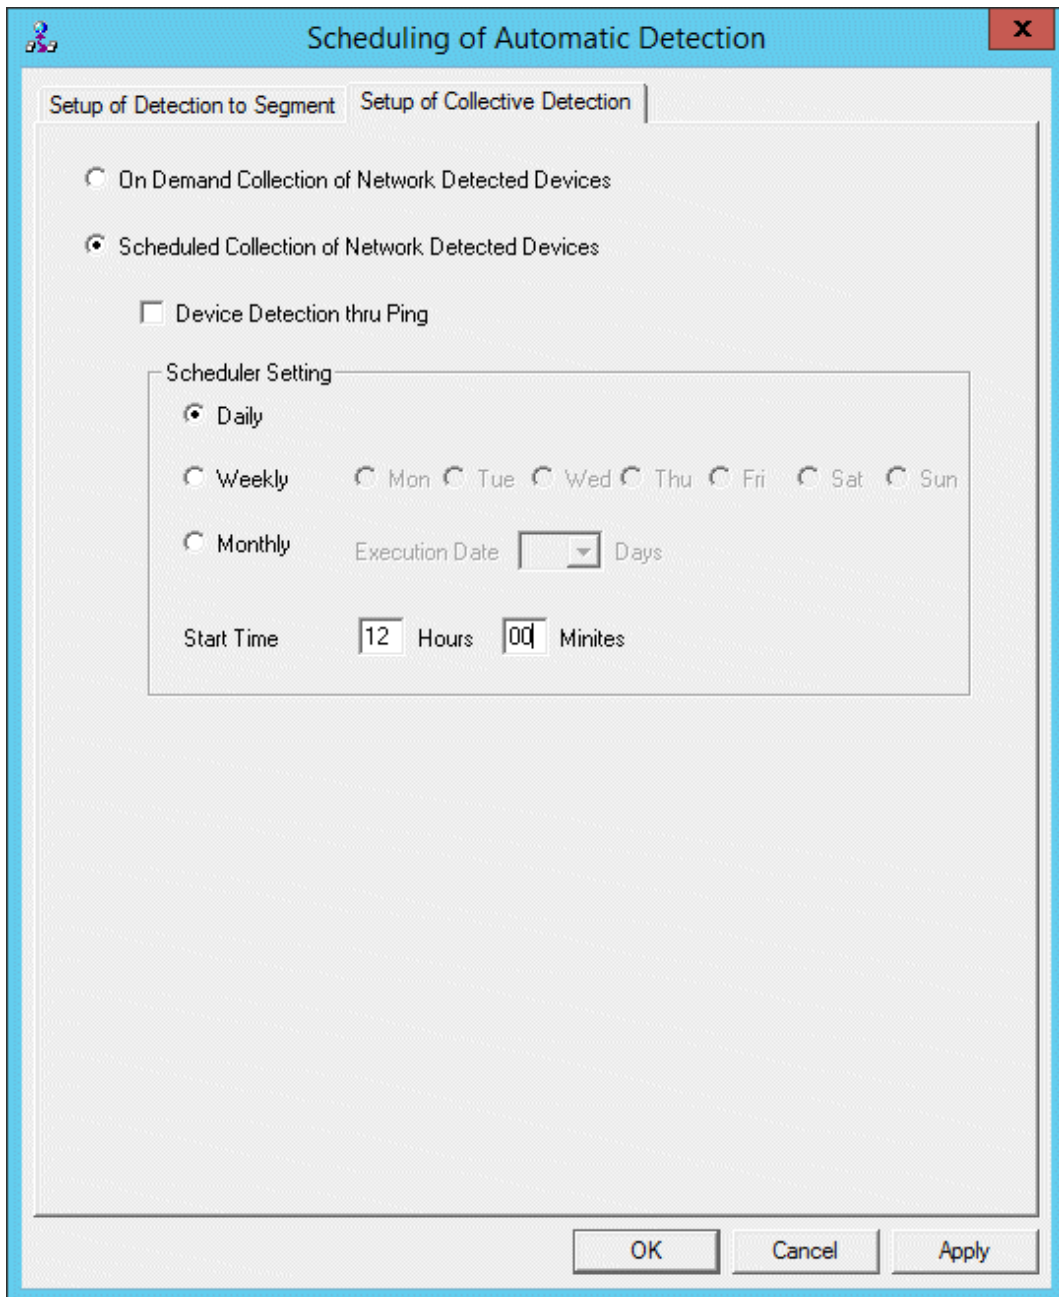 Scheduling of Automatic Detection
x
Setup of Detection to Segment Setup of Collective Detection
On Demand Collection of Network Detected Devices
Scheduled Collection of Network Detected Devices
Device Detection thru Ping
Scheduler Setting
Daily
Weekly Mon Tue Wed Thu Fri Sat Sun
Monthly Execution Date Days
Start Time 12 Hours 00 Minites
OK Cancel Apply